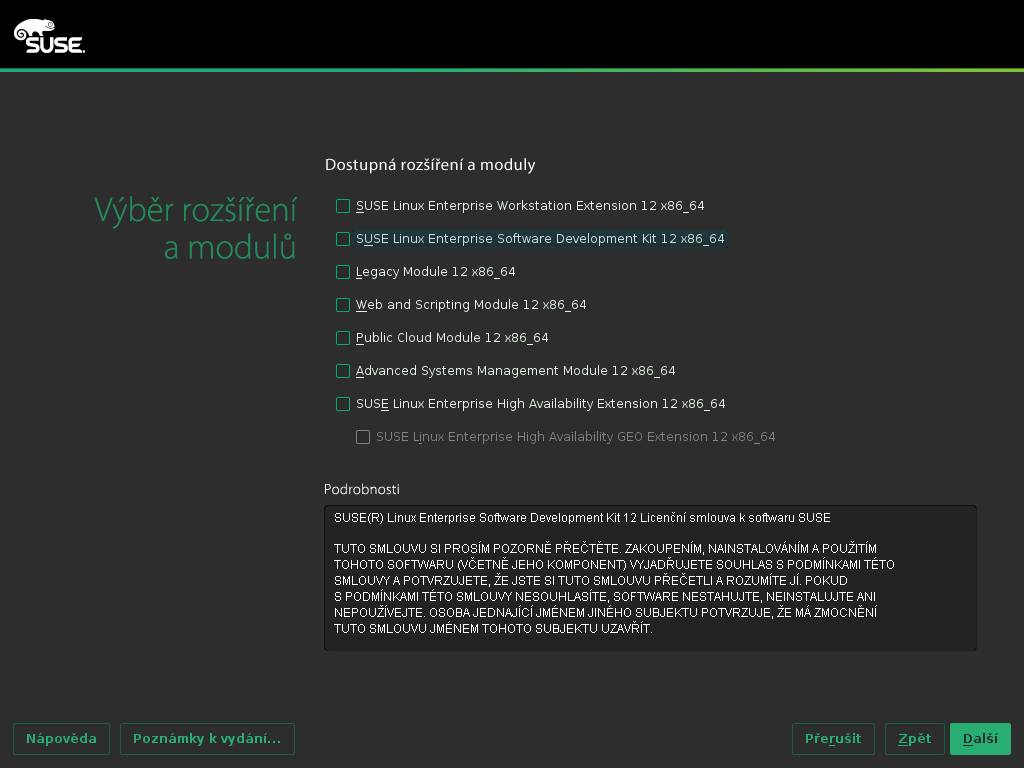 SUSE.
Výběr rozšíření
a modulů
Dostupná rozšíření a moduly
SUSE Linux Enterprise Workstation Extension 12 x86_64
SUSE Linux Enterprise Software Development Kit 12 x86_64
Legacy Module 12 x86_64
Web and Scripting Module 12 x86_64
Public Cloud Module 12 x86_64
Advanced Systems Management Module 12 x86_64
SUSE Linux Enterprise High Availability Extension 12 x86_64
SUSE Linux Enterprise High Availability GEO Extension 12 x86_64
Podrobnosti
SUSE(R) Linux Enterprise Software Development Kit 12 Licenční smlouva k softwaru SUSE
TUTO SMLOUVU SI PROSÍM POZORNĚ PŘEČTĚTE. ZAKOUPENÍM, NAINSTALOVÁNÍM A POUŽITÍM
TOHOTO SOFTWARU (VČETNĚ JEHO KOMPONENT) VYJADŘUJETE SOUHLAS S PODMÍNKAMI TÉTO
SMLOUVY A POTVRZUJETE, ŽE JSTE SI TUTO SMLOUVU PŘEČETLI A ROZUMÍTE JÍ. POKUD
S PODMÍNKAMI TÉTO SMLOUVY NESOUHLASÍTE, SOFTWARE NESTAHUJTE, NEINSTALUJTE ANI
NEPOUŽÍVEJTE. OSOBA JEDNAJÍCÍ JMÉNEM JINÉHO SUBJEKTU POTVRZUJE, ŽE MÁ ZMOCNĚNÍ
TUTO SMLOUVU JMÉNEM TOHOTO SUBJEKTU UZAVŘÍT.
Nápověda
Poznámky k vydání...
Přerušit
Zpět
Další